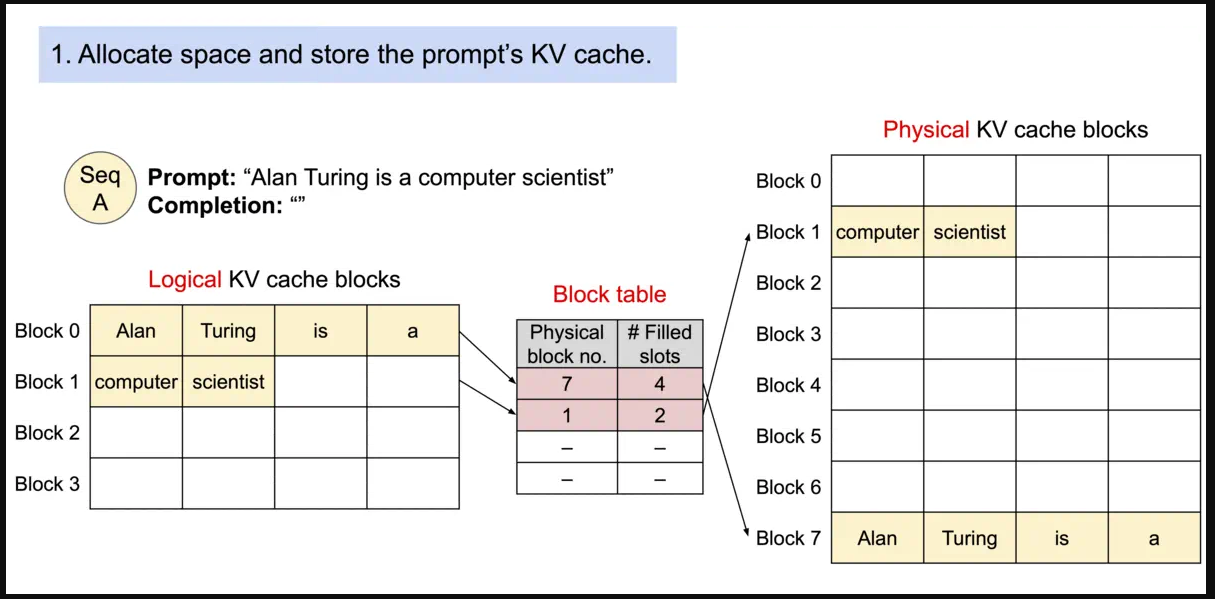 1. Allocate space and store the prompt’s KV cache.
Seq
A
Prompt: “Alan Turing is a computer scientist”
Completion: “”
Logical KV cache blocks
Block 0 Alan Turing is a
Block 1 computer scientist
Block 2
Block 3
Block table
Physical block no. # Filled slots
7 4
1 2
– –
– –
Physical KV cache blocks
Block 0
Block 1 computer scientist
Block 2
Block 3
Block 4
Block 5
Block 6
Block 7 Alan Turing is a